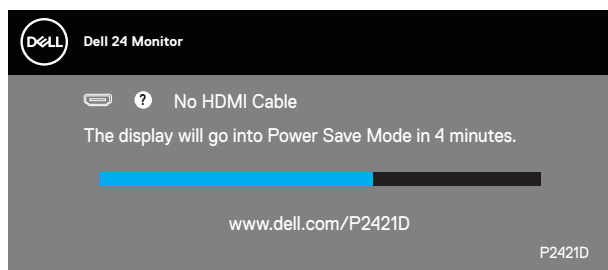 DELL
Dell 24 Monitor
? No HDMI Cable
The display will go into Power Save Mode in 4 minutes.
www.dell.com/P2421D
P2421D